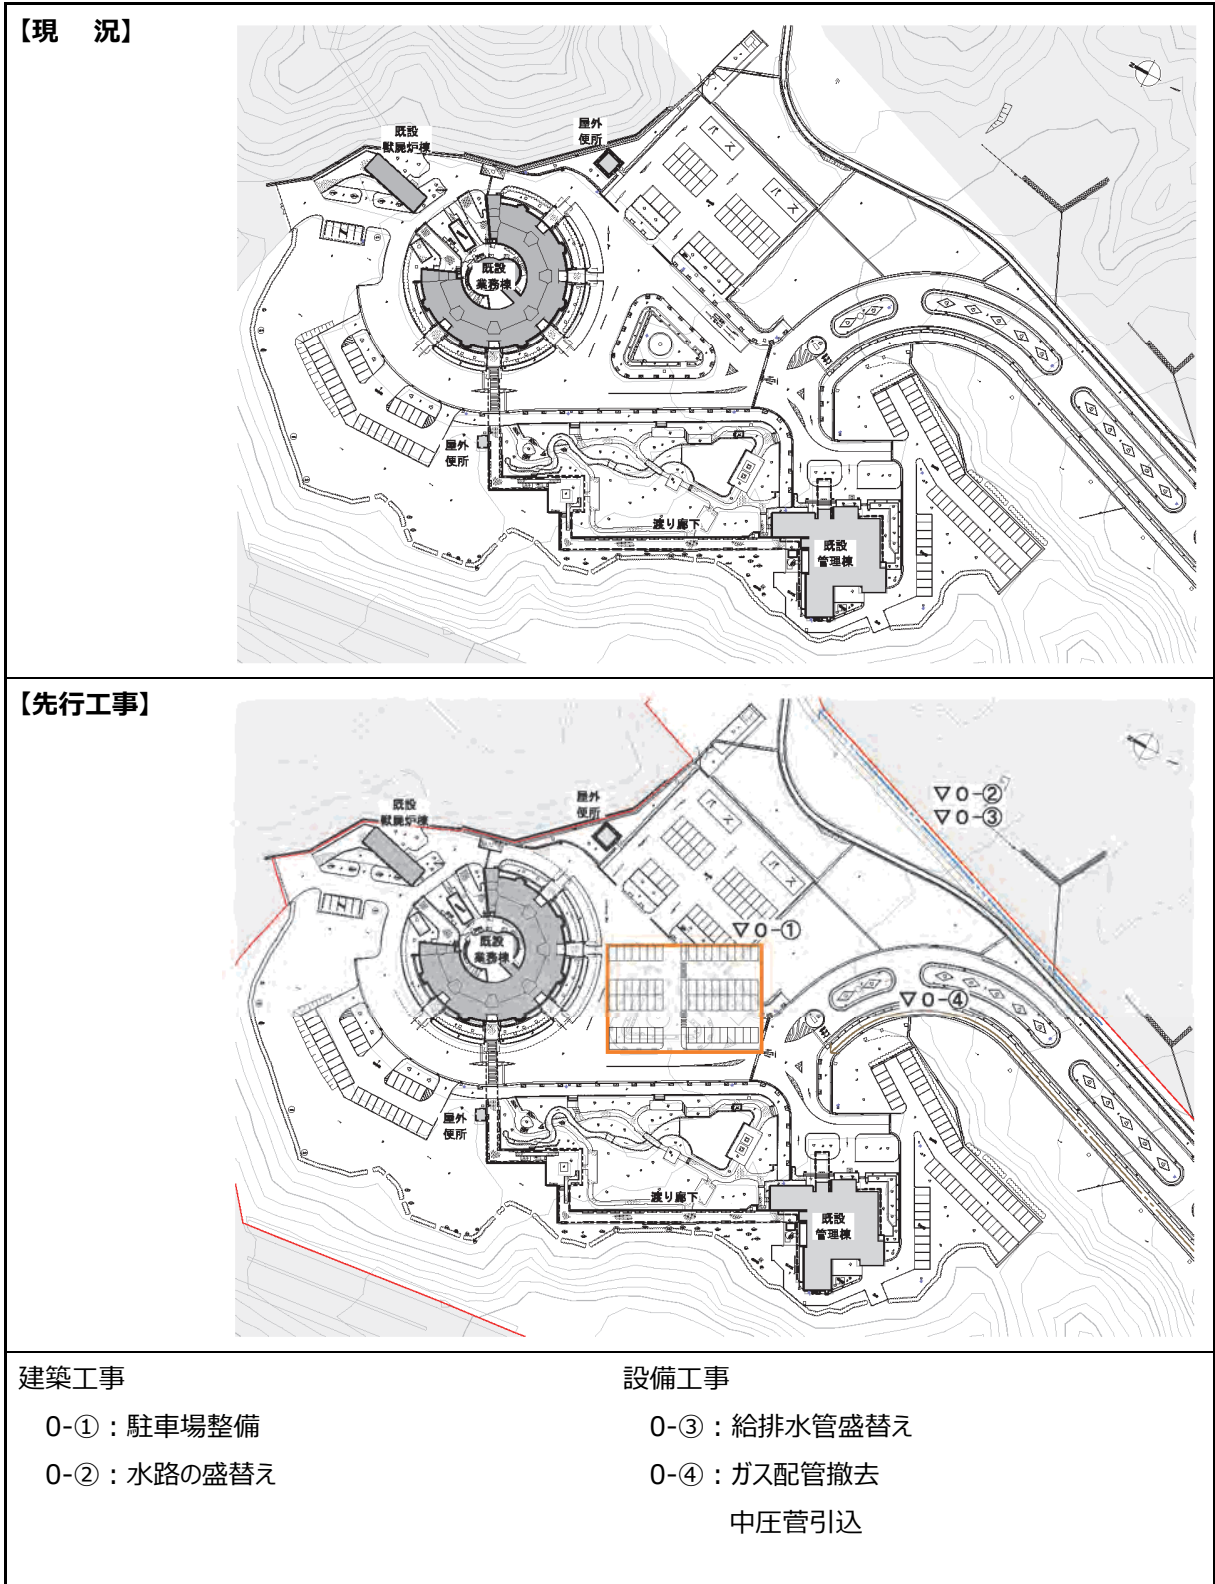 【現　況】
既設
獣屍炉棟
屋外
便所
バス
バス
既設
業務棟
屋外
便所
渡り廊下
既設
管理棟
【先行工事】
既設
獣屍炉棟
屋外
便所
バス
バス
▽0-②
▽0-③
▽0-①
既設
業務棟
▽0-④
屋外
便所
渡り廊下
既設
管理棟
建築工事
0-①：駐車場整備
0-②：水路の盛替え
設備工事
0-③：給排水管盛替え
0-④：ガス配管撤去
中圧菅引込